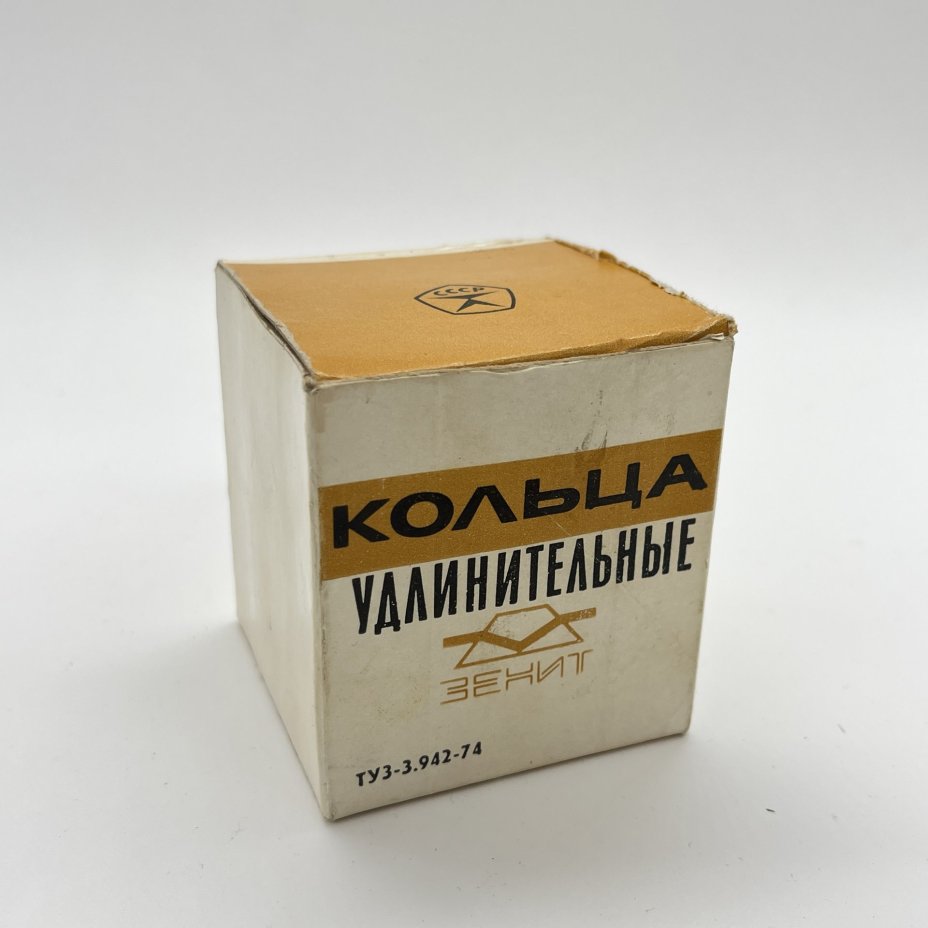 СССР
КОЛЬЦА
УДЛИНИТЕЛЬНЫЕ
ЗЕНИТ
ТУ3-3.942-74